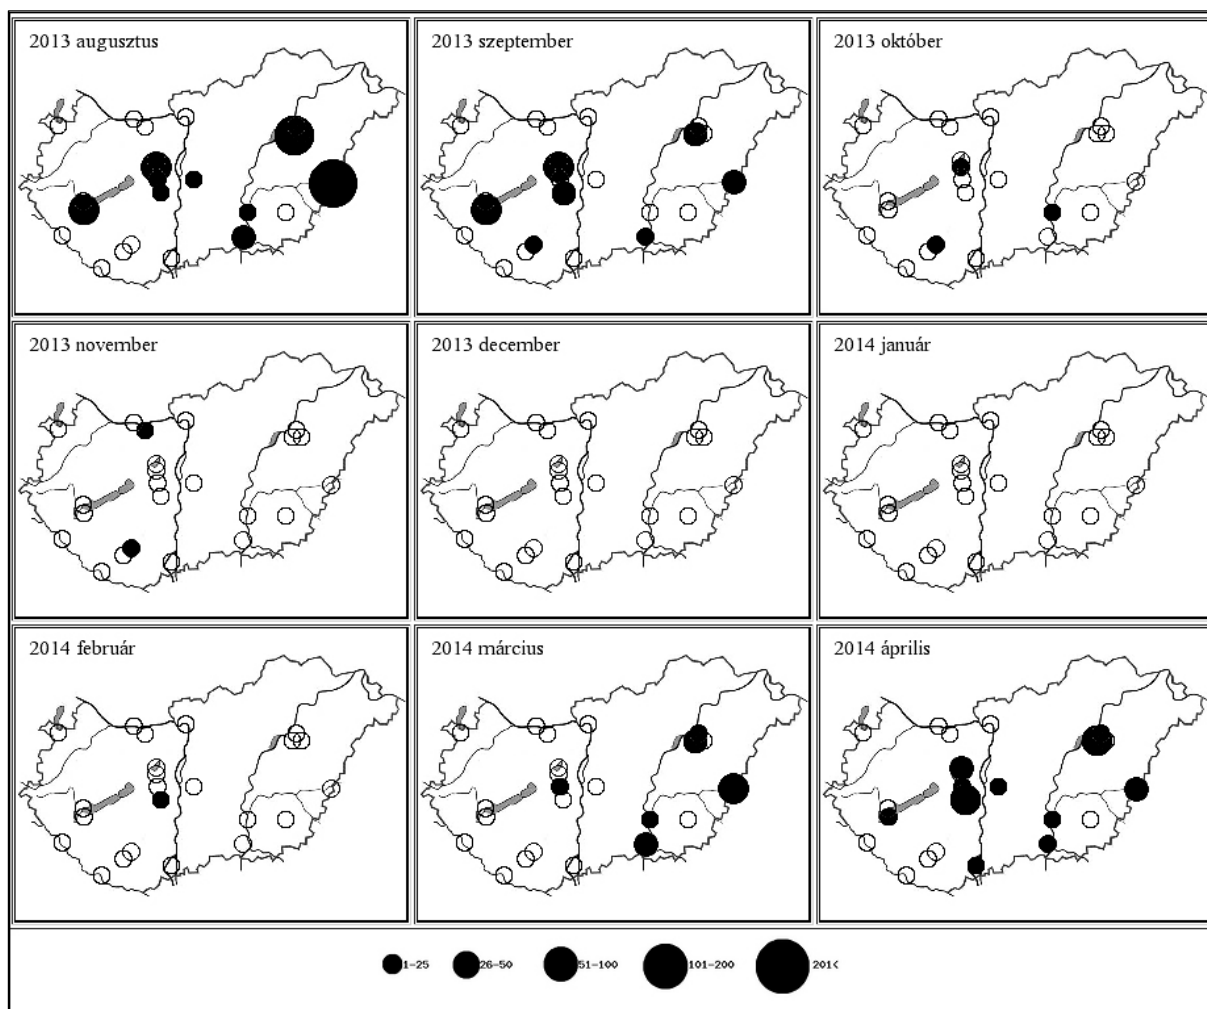 2013 augusztus
2013 szeptember
2013 október
2013 november
2013 december
2014 január
2014 február
2014 március
2014 április
1-25 26-50 51-100 101-200 201<